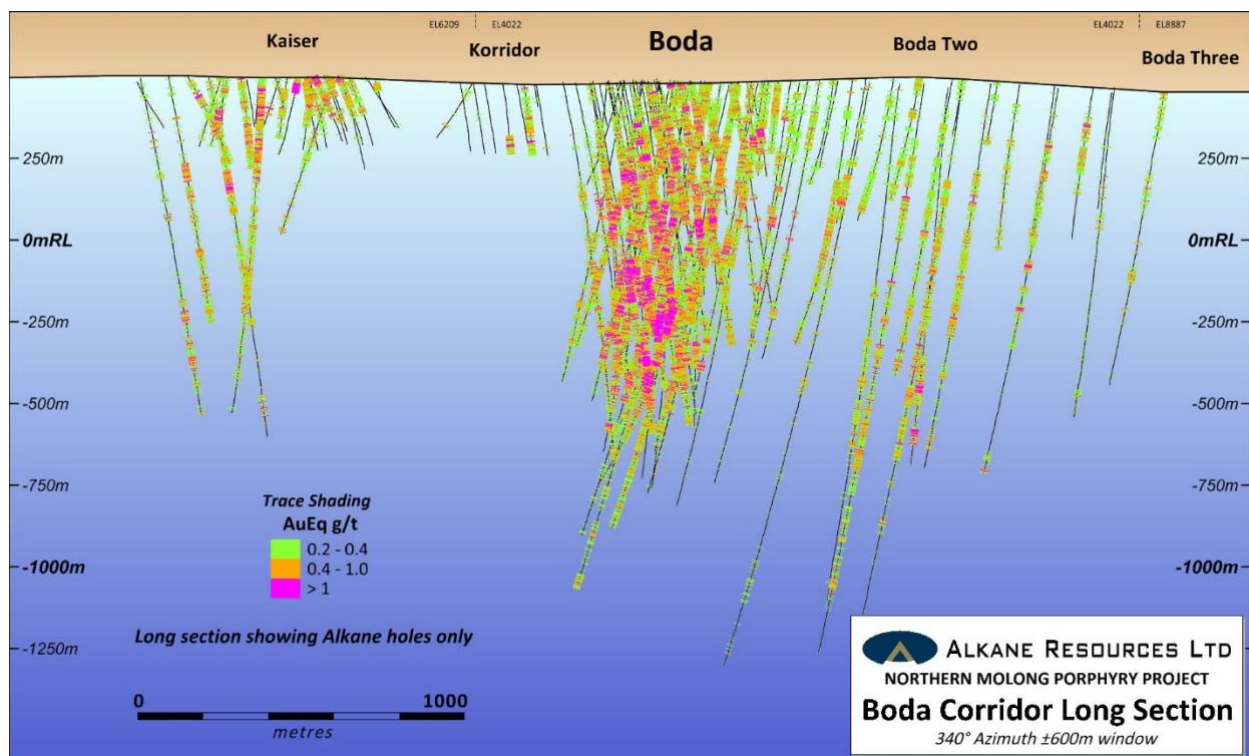 EL6209 EL4022
EL4022 EL8887
Kaiser
Korridor
Boda
Boda Two
Boda Three
250m
250m
0mRL
0mRL
-250m
-250m
-500m
-500m
-750m
-750m
-1000m
-1000m
-1250m
Trace Shading
AuEq g/t
0.2 - 0.4
0.4 - 1.0
> 1
Long section showing Alkane holes only
0 1000
metres
ALKANE RESOURCES LTD
NORTHERN MOLONG PORPHYRY PROJECT
Boda Corridor Long Section
340° Azimuth ±600m window